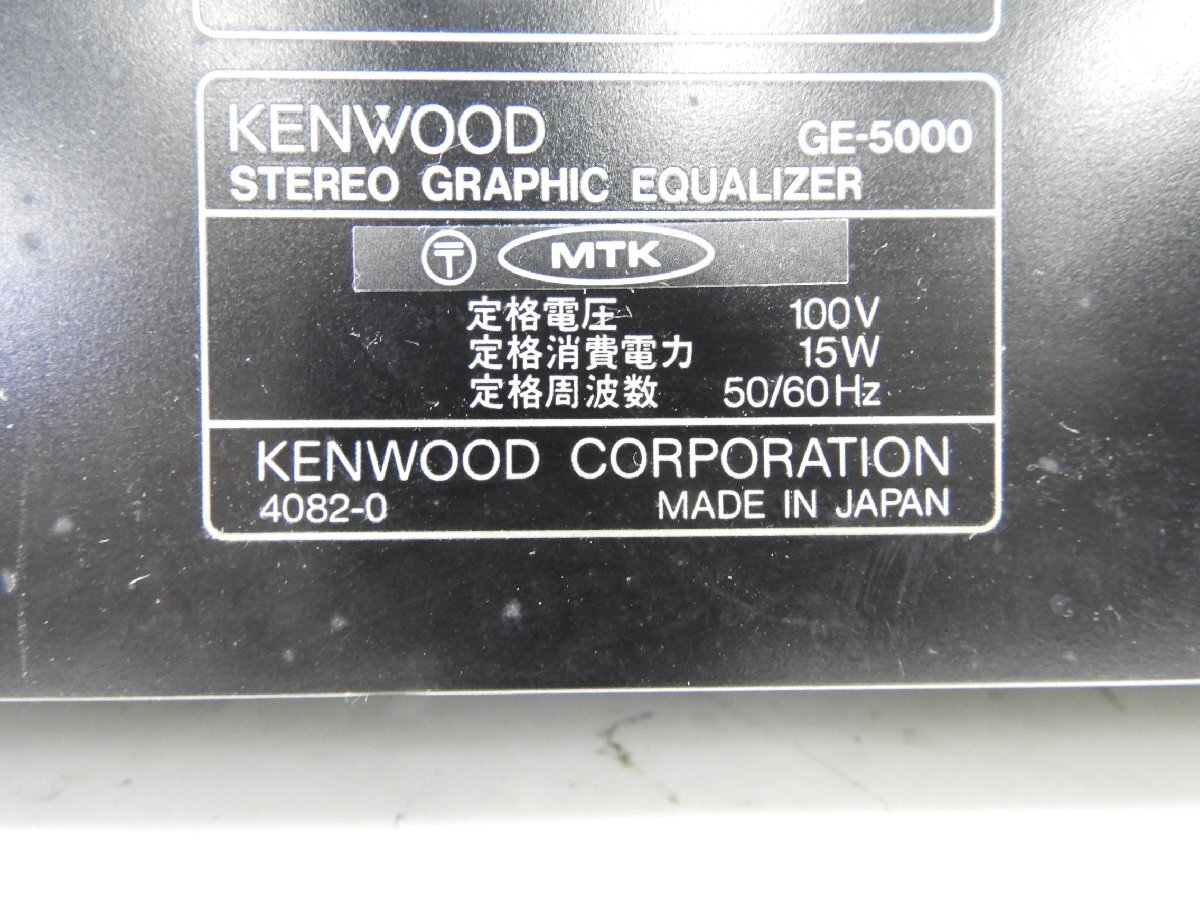 KENWOOD GE-5000
STEREO GRAPHIC EQUALIZER
〒 MTK
定格電圧 100V
定格消費電力 15W
定格周波数 50/60Hz
KENWOOD CORPORATION
4082-0 MADE IN JAPAN